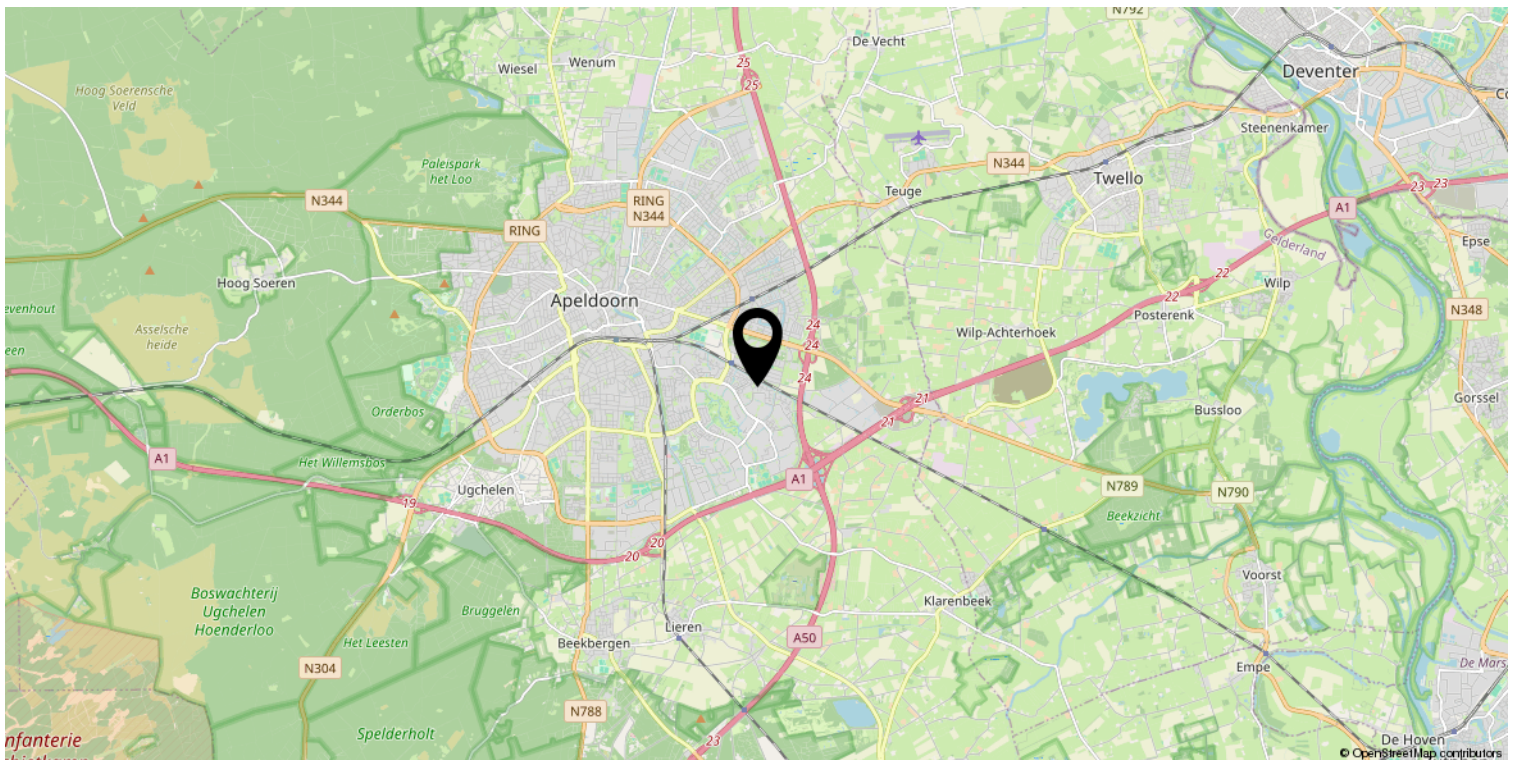 N792
De Vecht
25
Wiesel
Wenum
25
Deventer
Hoog Soerensche
Veld
Steenenkamer
Paleispark
het Loo
N344
Twello
Teuge
23
23
N344
RING
N344
A1
RING
Gelderland
Epse
22
Hoog Soeren
Wilp
Apeldoorn
22
evenhout
N348
Posterenk
Asselsche
heide
24
Wilp-Achterhoek
24
een
24
21
Gorssel
Orderbos
Bussloo
21
A1
Het Willemsbos
A1
Ugchelen
N789
N790
19
Beekzicht
20
20
Voorst
Boswachterij
Ugchelen
Hoenderloo
Klarenbeek
Bruggelen
Lieren
Het Leesten
Beekbergen
A50
N304
Empe
De Mars
N788
Spelderholt
nfanterie
23
De Hoven
© OpenStreetMap contributors